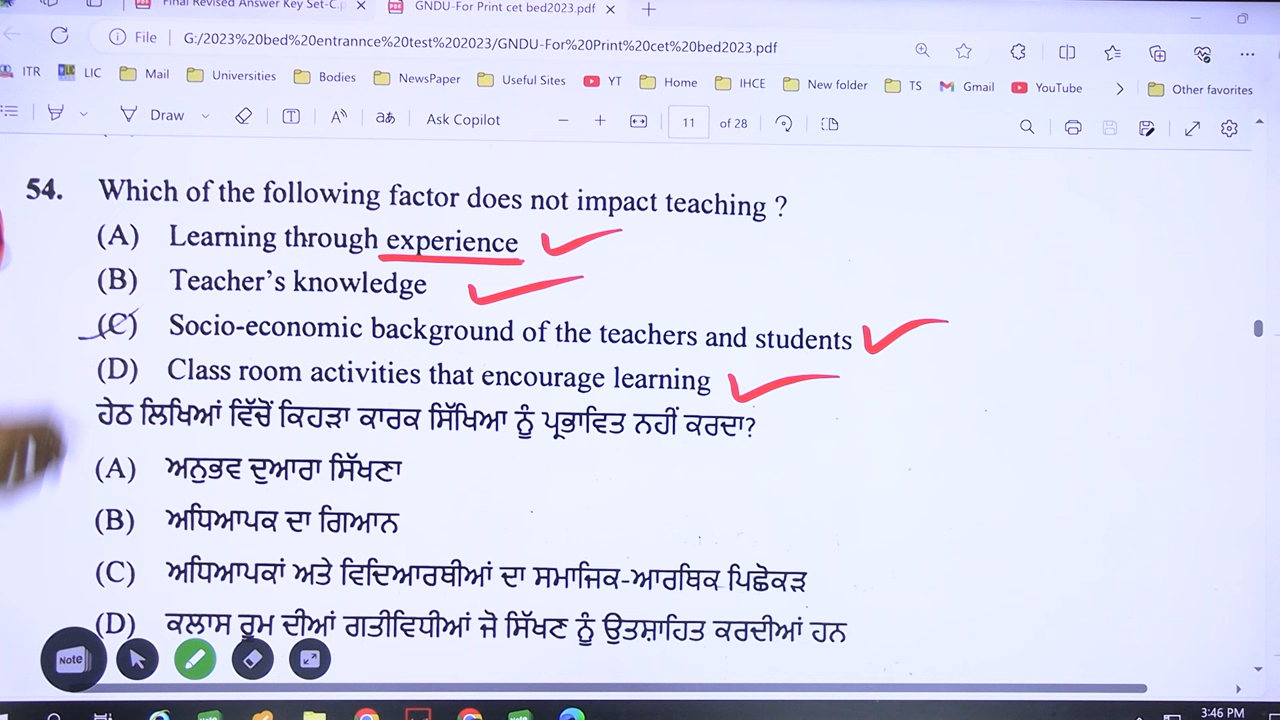 Final Revised Answer Key Set-C.p
GNDU-For Print cet bed2023.pdf
File G:/2023%20bed%20entrannce%20test%202023/GNDU-For%20Print%20cet%20bed2023.pdf
ITR LIC Mail Universities Bodies NewsPaper Useful Sites YT Home IHCE New folder TS Gmail YouTube Other favorites
Draw Ask Copilot 11 of 28
54. Which of the following factor does not impact teaching ?
(A) Learning through experience
(B) Teacher's knowledge
(C) Socio-economic background of the teachers and students
(D) Class room activities that encourage learning
ਹੇਠ ਲਿਖਿਆਂ ਵਿੱਚੋਂ ਕਿਹੜਾ ਕਾਰਕ ਸਿੱਖਿਆ ਨੂੰ ਪ੍ਰਭਾਵਿਤ ਨਹੀਂ ਕਰਦਾ?
(A) ਅਨੁਭਵ ਦੁਆਰਾ ਸਿੱਖਣਾ
(B) ਅਧਿਆਪਕ ਦਾ ਗਿਆਨ
(C) ਅਧਿਆਪਕਾਂ ਅਤੇ ਵਿਦਿਆਰਥੀਆਂ ਦਾ ਸਮਾਜਿਕ-ਆਰਥਿਕ ਪਿਛੋਕੜ
(D) ਕਲਾਸ ਰੂਮ ਦੀਆਂ ਗਤੀਵਿਧੀਆਂ ਜੋ ਸਿੱਖਣ ਨੂੰ ਉਤਸ਼ਾਹਿਤ ਕਰਦੀਆਂ ਹਨ
Note
3:46 PM